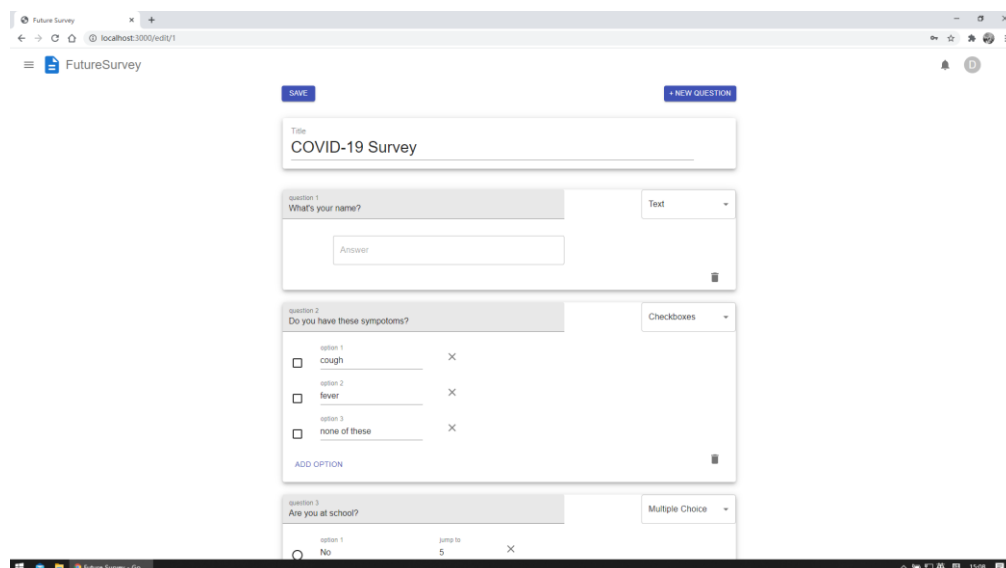 Future Survey
localhost:3000/edit/1
FutureSurvey
D
SAVE
+ NEW QUESTION
Title
COVID-19 Survey
question 1
What's your name?
Text
Answer
question 2
Do you have these sympotoms?
Checkboxes
option 1
cough
option 2
fever
option 3
none of these
ADD OPTION
question 3
Are you at school?
Multiple Choice
option 1
jump to
No
5
Future Survey - Go...
英
15:08